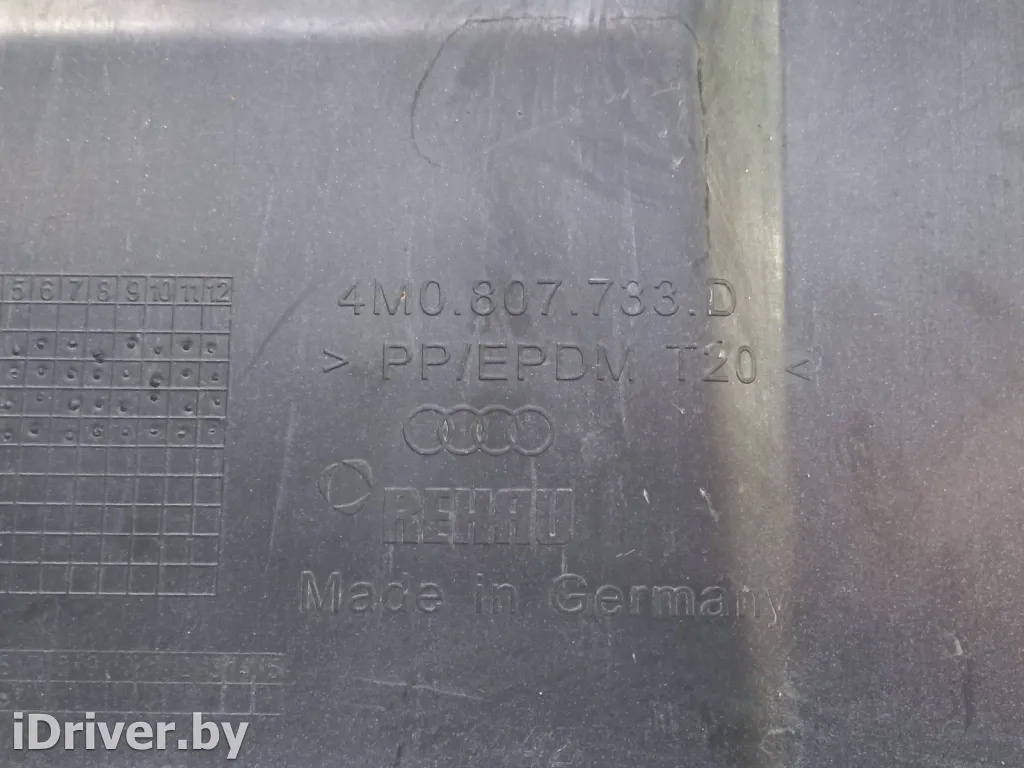 5 6 7 8 9 10 11 12
4M0.807.733.D
> PP/EPDM T20 <
REHAU
Made in Germany
iDriver.by